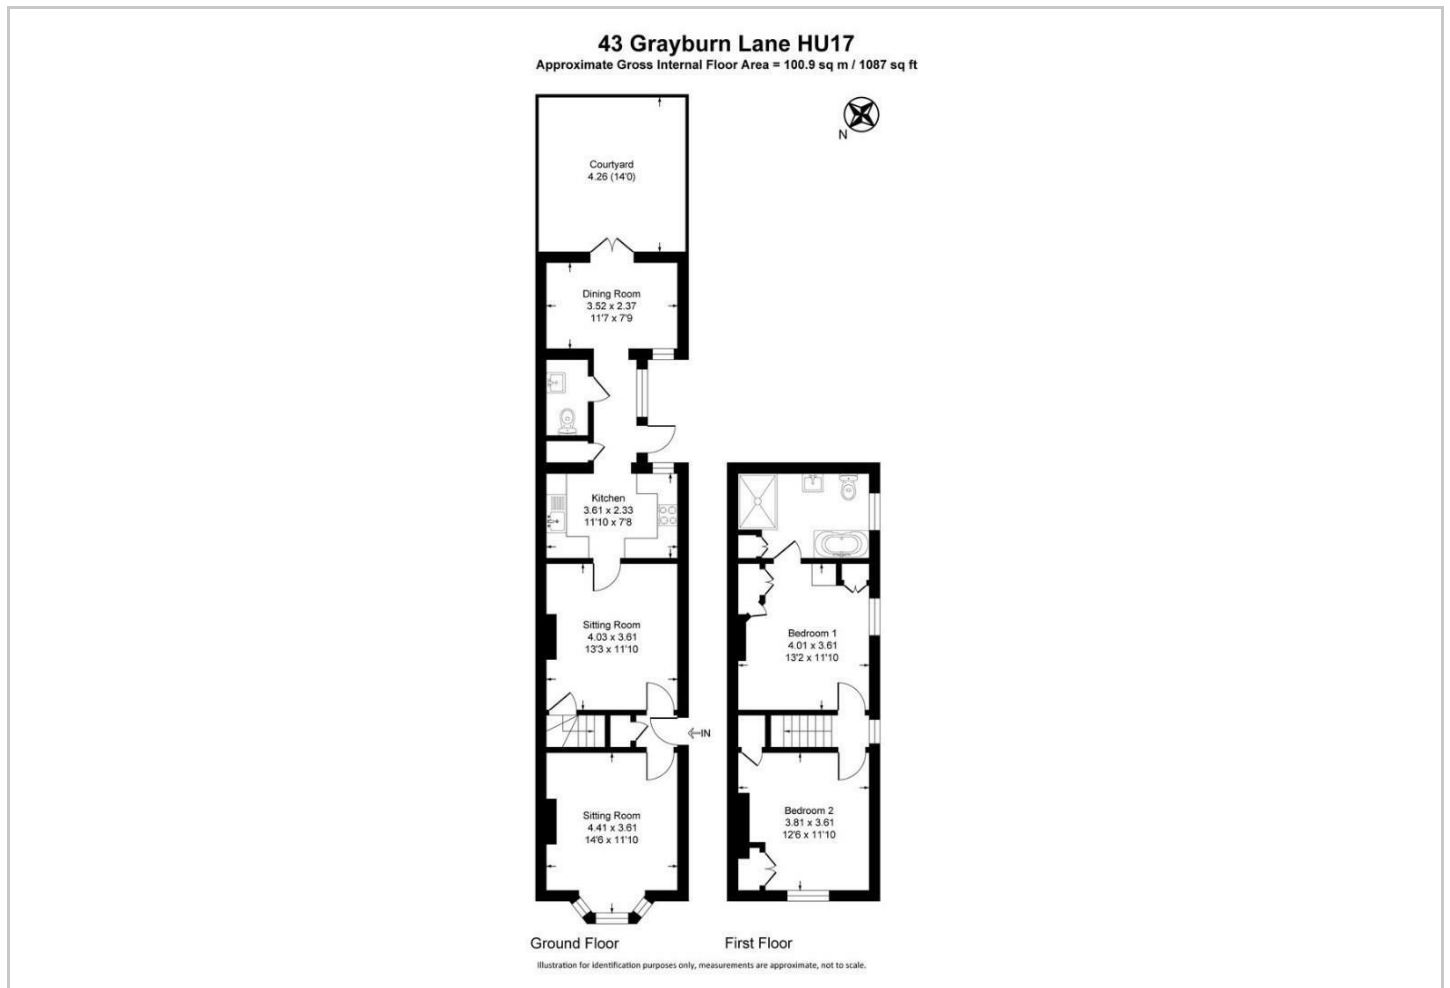 43 Grayburn Lane HU17
Approximate Gross Internal Floor Area = 100.9 sq m / 1087 sq ft
N
Courtyard
4.26 (14'0)
Dining Room
3.52 x 2.37
11'7 x 7'9
Kitchen
3.61 x 2.33
11'10 x 7'8
Sitting Room
4.03 x 3.61
13'3 x 11'10
IN
Sitting Room
4.41 x 3.61
14'6 x 11'10
Bedroom 1
4.01 x 3.61
13'2 x 11'10
Bedroom 2
3.81 x 3.61
12'6 x 11'10
Ground Floor
First Floor
Illustration for identification purposes only, measurements are approximate, not to scale.